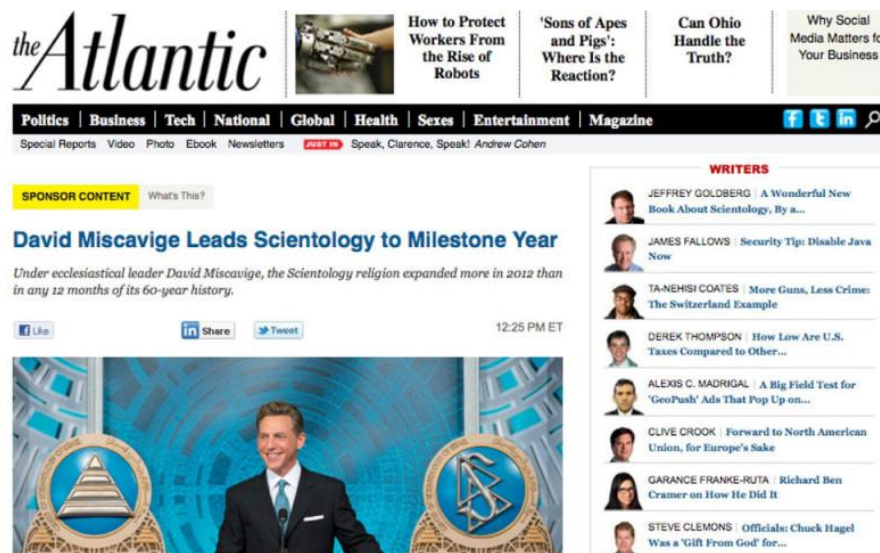 the Atlantic
How to Protect
Workers From
the Rise of
Robots
'Sons of Apes
and Pigs':
Where Is the
Reaction?
Can Ohio
Handle the
Truth?
Why Social
Media Matters fo
Your Business
Politics | Business | Tech | National | Global | Health | Sexes | Entertainment | Magazine
Special Reports Video Photo Ebook Newsletters JUST IN Speak, Clarence, Speak! Andrew Cohen
SPONSOR CONTENT What's This?
David Miscavige Leads Scientology to Milestone Year
Under ecclesiastical leader David Miscavige, the Scientology religion expanded more in 2012 than
in any 12 months of its 60-year history.
Like Share Tweet 12:25 PM ET
WRITERS
JEFFREY GOLDBERG | A Wonderful New
Book About Scientology, By a...
JAMES FALLOWS | Security Tip: Disable Java
Now
TA-NEHISI COATES | More Guns, Less Crime:
The Switzerland Example
DEREK THOMPSON | How Low Are U.S.
Taxes Compared to Other...
ALEXIS C. MADRIGAL | A Big Field Test for
'GeoPush' Ads That Pop Up on...
CLIVE CROOK | Forward to North American
Union, for Europe's Sake
GARANCE FRANKE-RUTA | Richard Ben
Cramer on How He Did It
STEVE CLEMONS | Officials: Chuck Hagel
Was a 'Gift From God' for...